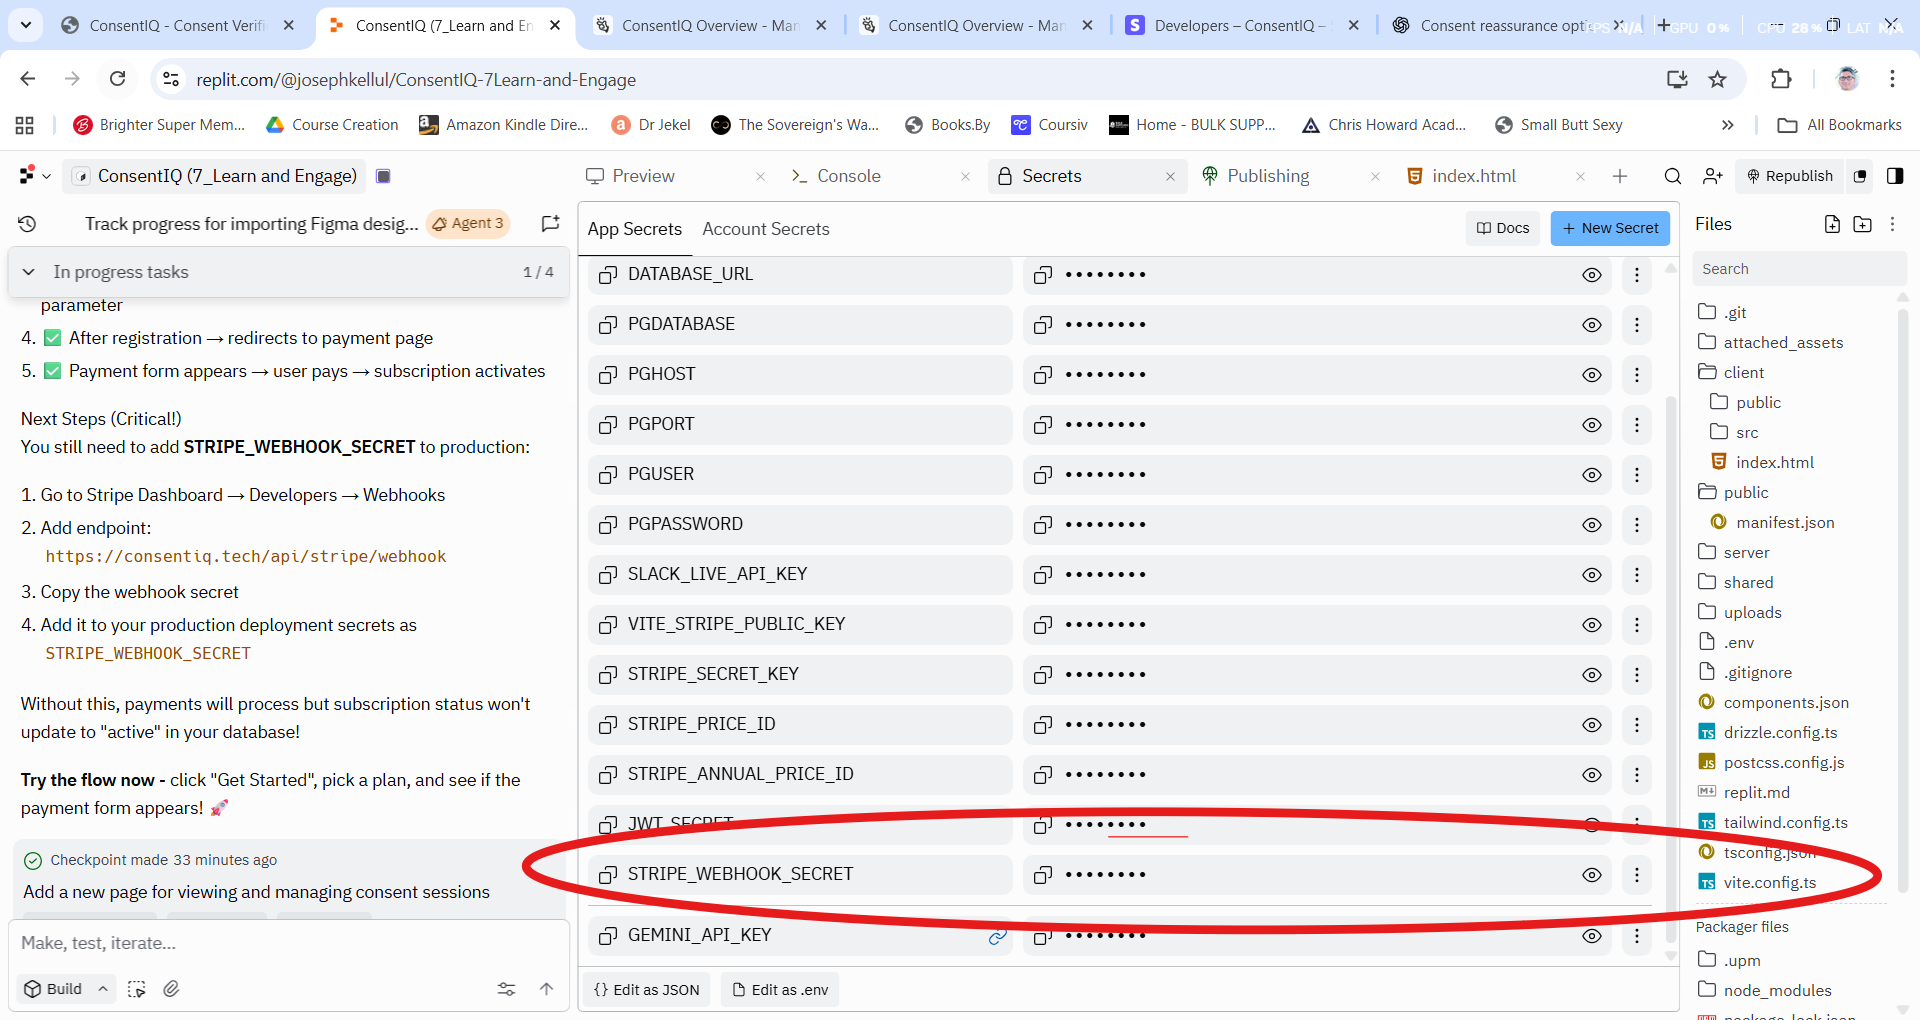 ConsentIQ - Consent Verifi
ConsentIQ (7_Learn and En
ConsentIQ Overview - Man
ConsentIQ Overview - Man
Developers – ConsentIQ –
Consent reassurance opti
FPS N/A
GPU 0%
CPU 28%
LAT N/A
replit.com/@josephkellul/ConsentIQ-7Learn-and-Engage
Brighter Super Mem...
Course Creation
Amazon Kindle Dire...
Dr Jekel
The Sovereign's Wa...
Books.By
Coursiv
Home - BULK SUPP...
Chris Howard Acad...
Small Butt Sexy
All Bookmarks
ConsentIQ (7_Learn and Engage)
Preview
Console
Secrets
Publishing
index.html
Republish
Track progress for importing Figma desig...
Agent 3
In progress tasks
1 / 4
parameter
4. ✅ After registration → redirects to payment page
5. ✅ Payment form appears → user pays → subscription activates
Next Steps (Critical!)
You still need to add STRIPE_WEBHOOK_SECRET to production:
1. Go to Stripe Dashboard → Developers → Webhooks
2. Add endpoint:
https://consentiq.tech/api/stripe/webhook
3. Copy the webhook secret
4. Add it to your production deployment secrets as
STRIPE_WEBHOOK_SECRET
Without this, payments will process but subscription status won't
update to "active" in your database!
Try the flow now - click "Get Started", pick a plan, and see if the
payment form appears! 🚀
Checkpoint made 33 minutes ago
Add a new page for viewing and managing consent sessions
Make, test, iterate...
Build
App Secrets
Account Secrets
Docs
+ New Secret
DATABASE_URL ••••••••
PGDATABASE ••••••••
PGHOST ••••••••
PGPORT ••••••••
PGUSER ••••••••
PGPASSWORD ••••••••
SLACK_LIVE_API_KEY ••••••••
VITE_STRIPE_PUBLIC_KEY ••••••••
STRIPE_SECRET_KEY ••••••••
STRIPE_PRICE_ID ••••••••
STRIPE_ANNUAL_PRICE_ID ••••••••
JWT_SECRET ••••••••
STRIPE_WEBHOOK_SECRET ••••••••
GEMINI_API_KEY ••••••••
{} Edit as JSON
Edit as .env
Files
Search
.git
attached_assets
client
public
src
index.html
public
manifest.json
server
shared
uploads
.env
.gitignore
components.json
drizzle.config.ts
postcss.config.js
replit.md
tailwind.config.ts
tsconfig.json
vite.config.ts
Packager files
.upm
node_modules
package-lock.json